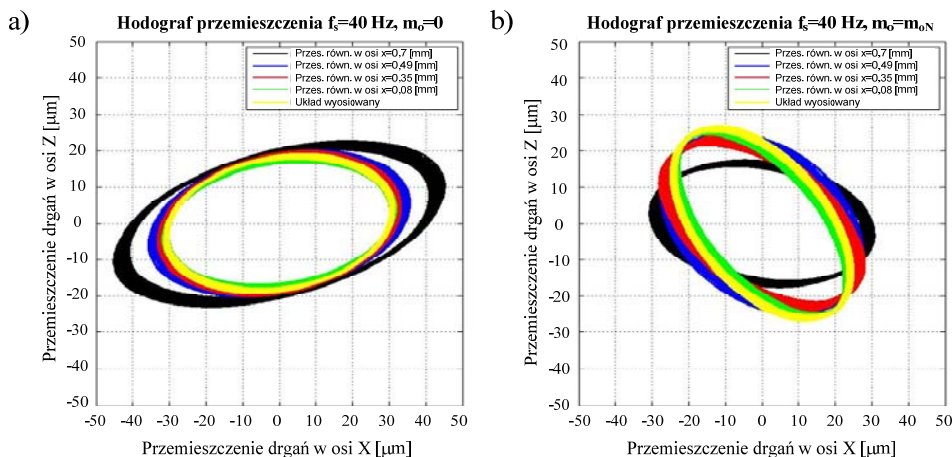 a)
Hodograf przemieszczenia fs=40 Hz, mo=0
Przes. równ. w osi x=0,7 [mm]
Przes. równ. w osi x=0,49 [mm]
Przes. równ. w osi x=0,35 [mm]
Przes. równ. w osi x=0,08 [mm]
Układ wyosiowany
Przemieszczenie drgań w osi Z [μm]
50
40
30
20
10
0
-10
-20
-30
-40
-50
-50 -40 -30 -20 -10 0 10 20 30 40 50
Przemieszczenie drgań w osi X [μm]
b)
Hodograf przemieszczenia fs=40 Hz, mo=moN
Przes. równ. w osi x=0,7 [mm]
Przes. równ. w osi x=0,49 [mm]
Przes. równ. w osi x=0,35 [mm]
Przes. równ. w osi x=0,08 [mm]
Układ wyosiowany
Przemieszczenie drgań w osi Z [μm]
50
40
30
20
10
0
-10
-20
-30
-40
-50
-50 -40 -30 -20 -10 0 10 20 30 40 50
Przemieszczenie drgań w osi X [μm]